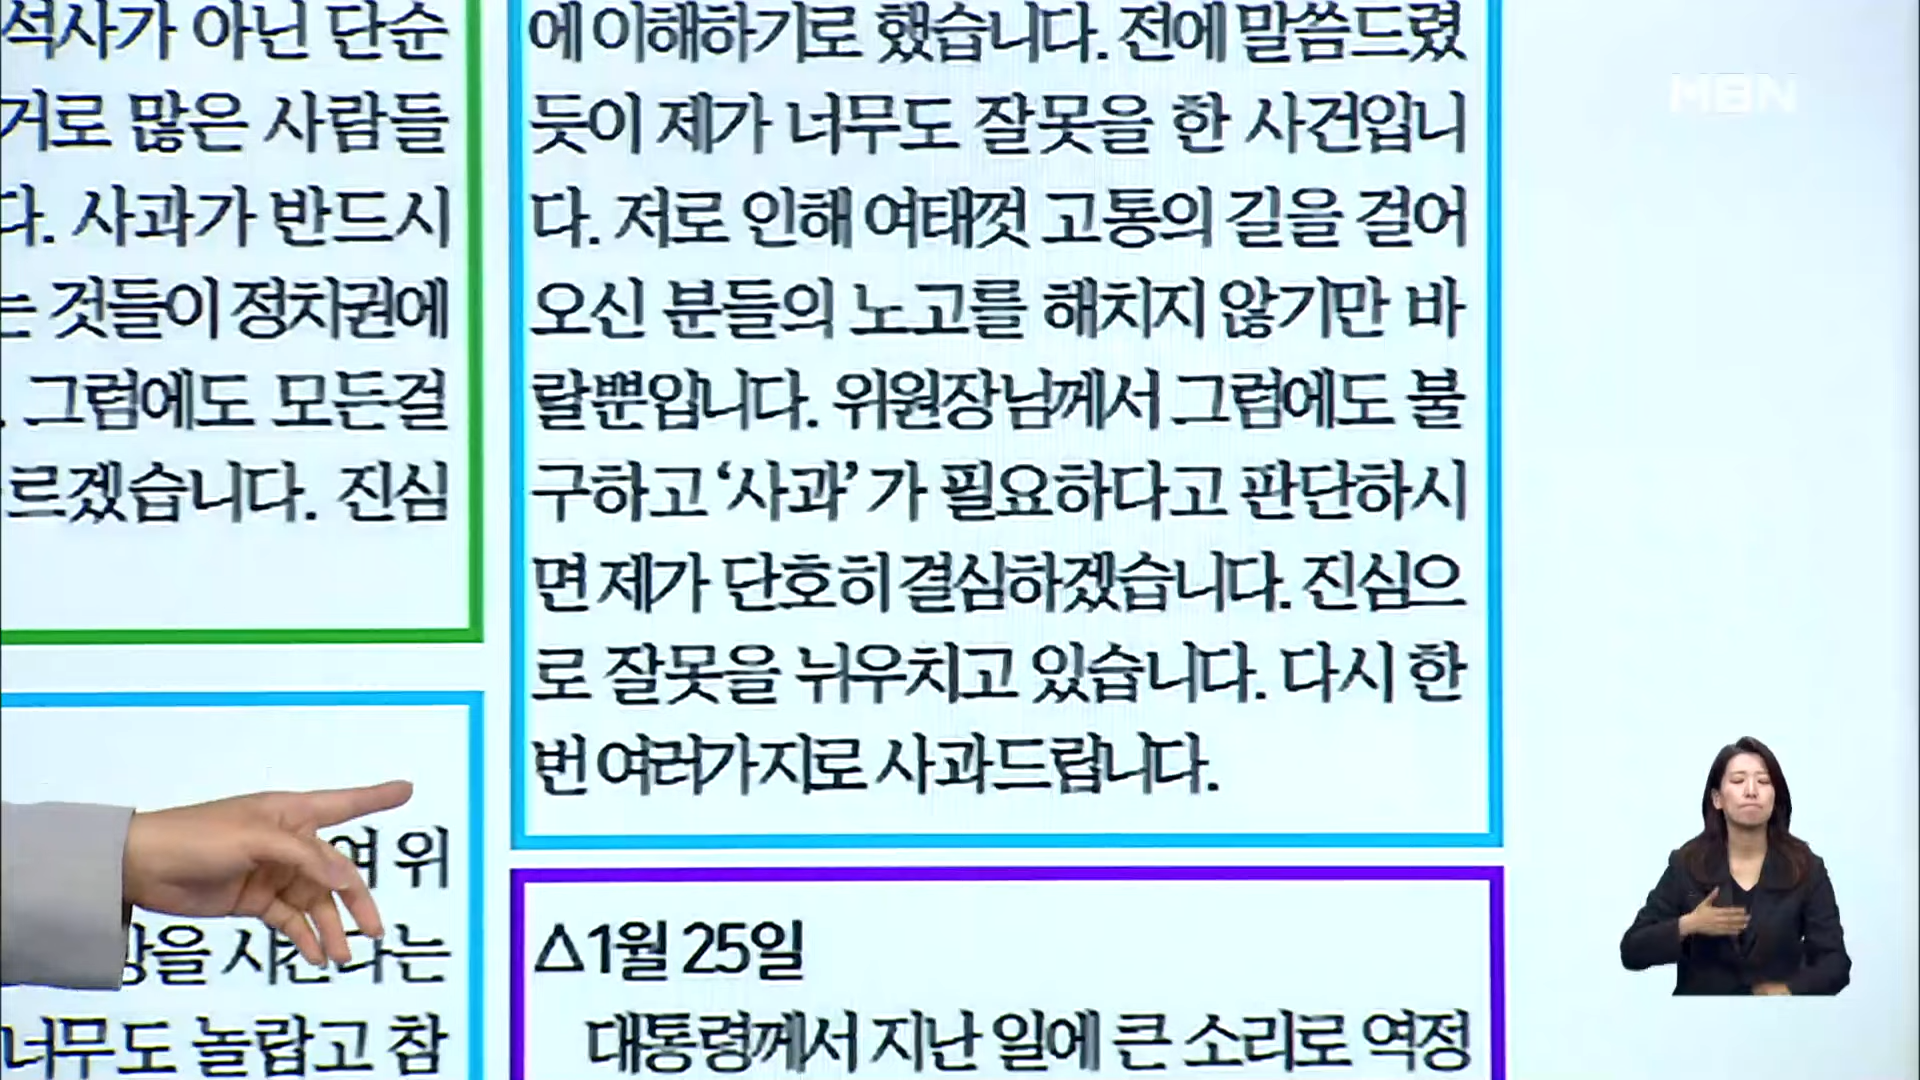 석사가 아닌 단순
거로 많은 사람들
다. 사과가 반드시
는 것들이 정치권에
. 그럼에도 모든걸
르겠습니다. 진심
여 위
을 시킨다는
너무도 놀랍고 참
에 이해하기로 했습니다. 전에 말씀드렸
듯이 제가 너무도 잘못을 한 사건입니
다. 저로 인해 여태껏 고통의 길을 걸어
오신 분들의 노고를 해치지 않기만 바
랄뿐입니다. 위원장님께서 그럼에도 불
구하고 ‘사과’가 필요하다고 판단하시
면 제가 단호히 결심하겠습니다. 진심으
로 잘못을 뉘우치고 있습니다. 다시 한
번 여러가지로 사과드립니다.
△1월 25일
대통령께서 지난 일에 큰 소리로 역정
MBN